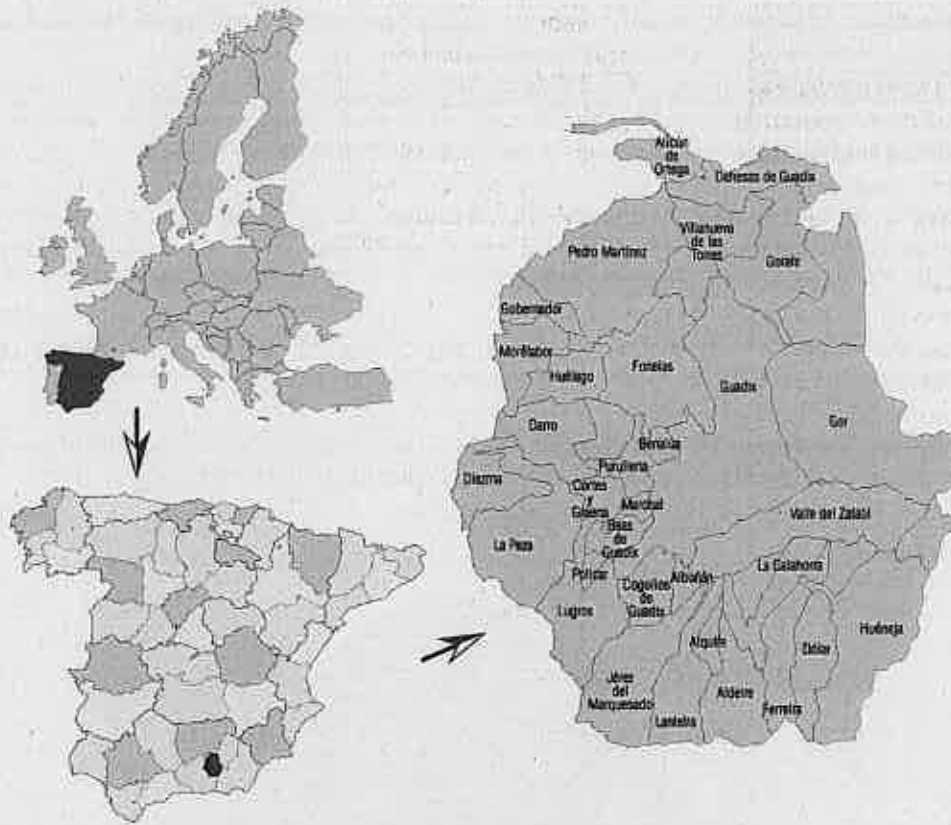 Alicún
de
Ortega
Dehesas de Guadix
Villanueva
de las
Torres
Pedro Martínez
Gorafe
Gobernador
Morelábor
Huélago
Fonelas
Guadix
Gor
Darro
Benalúa
Purullena
Diezma
Cortes
y
Graena
Marchal
Valle del Zalabí
Beas
de
Guadix
La Peza
La Calahorra
Polícar
Albuñán
Cogollos
de
Guadix
Lugros
Huéneja
Alquife
Dólar
Jéres
del
Marquesado
Aldeire
Ferreira
Lanteira